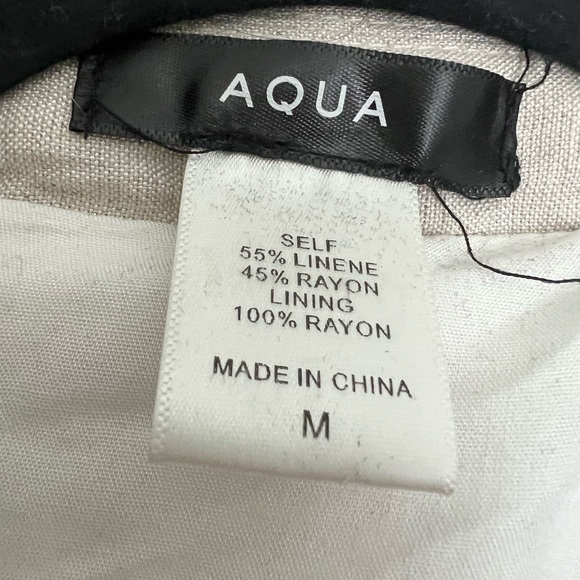 AQUA
SELF
55% LINENE
45% RAYON
LINING
100% RAYON
MADE IN CHINA
M